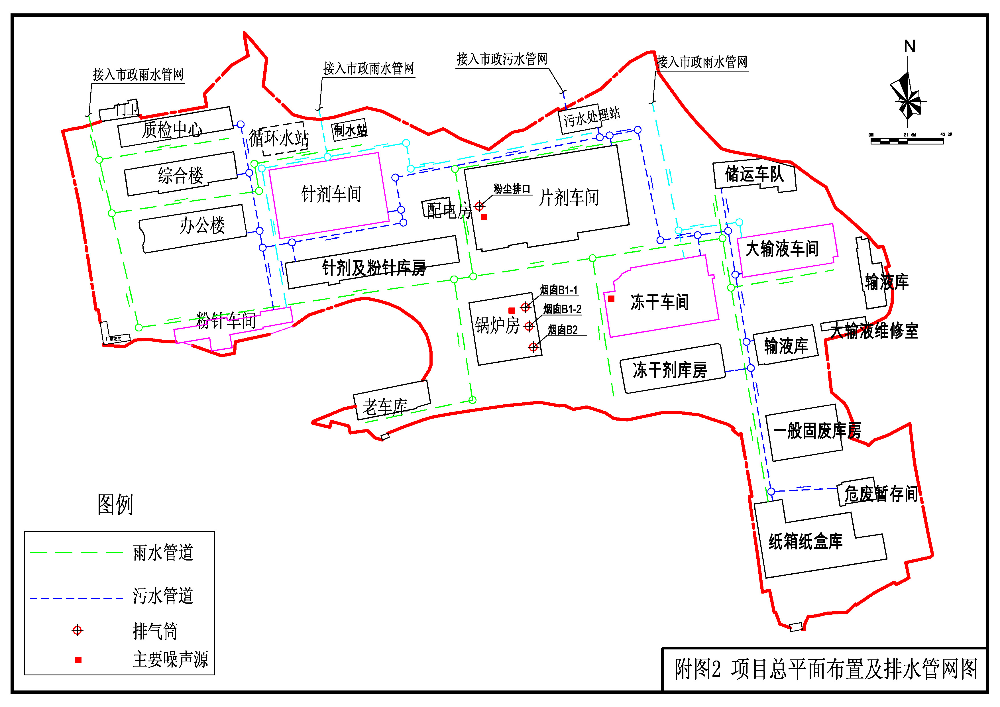 N
接入市政污水管网
接入市政雨水管网
接入市政雨水管网
接入市政雨水管网
门卫
质检中心
循环水站
制水站
污水处理站
0M 21.6M 43.2M
综合楼
针剂车间
粉尘排口
片剂车间
储运车队
配电房
办公楼
大输液车间
针剂及粉针库房
输液库
烟囱B1-1
冻干车间
烟囱B1-2
粉针车间
锅炉房
烟囱B2
大输液维修室
厂更衣室
输液库
冻干剂库房
老车库
一般固废库房
危废暂存间
纸箱纸盒库
图例
雨水管道
污水管道
排气筒
主要噪声源
附图2 项目总平面布置及排水管网图